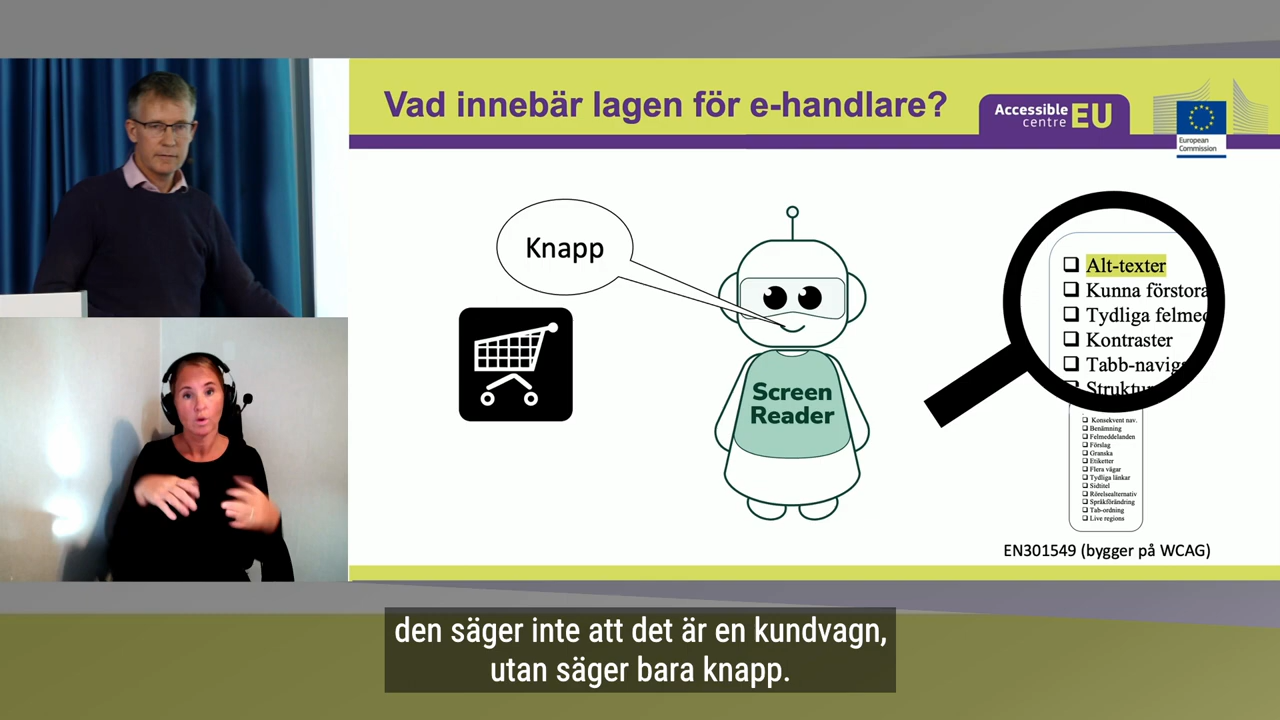 Vad innebär lagen för e-handlare?
Accessible
centre EU
European
Commission
Knapp
Screen
Reader
Alt-texter
Kunna förstora
Tydliga felmed
Kontraster
Tabb-navig
Struktur
Konsekvent nav.
Benämning
Felmeddelanden
Förslag
Granska
Etiketter
Flera vägar
Tydliga länkar
Sidtitel
Rörelsealternativ
Språkförändring
Tab-ordning
Live regions
EN301549 (bygger på WCAG)
den säger inte att det är en kundvagn,
utan säger bara knapp.